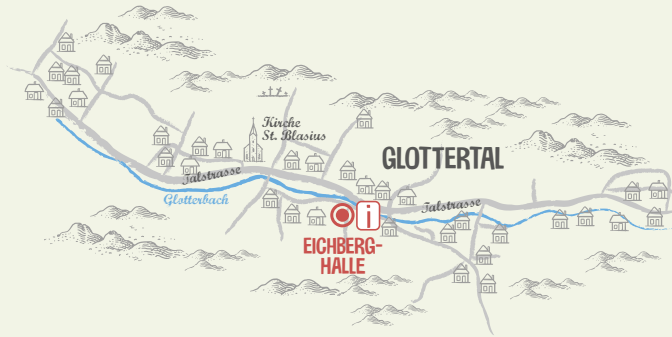 Kirche
St. Blasius
GLOTTERTAL
Talstrasse
Glotterbach
Talstrasse
i
EICHBERG-
HALLE